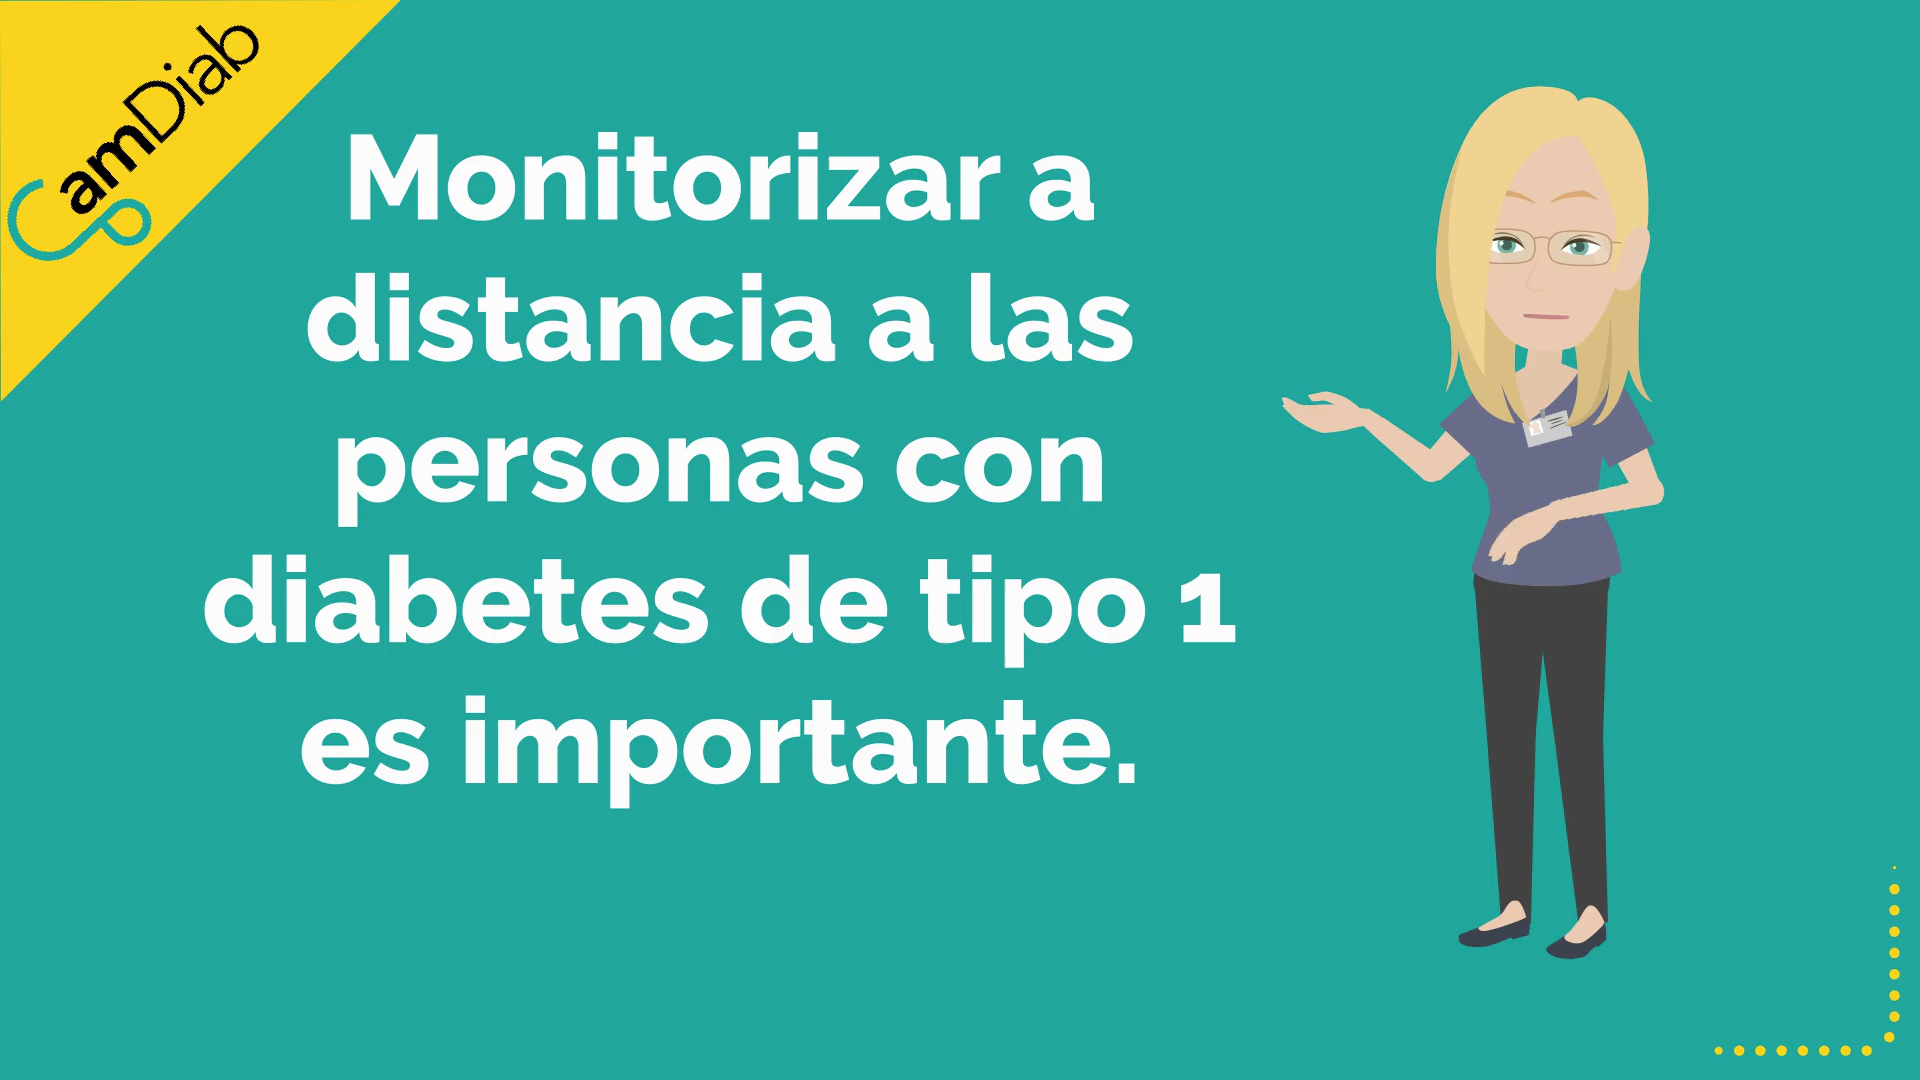 CamDiab
Monitorizar a
distancia a las
personas con
diabetes de tipo 1
es importante.